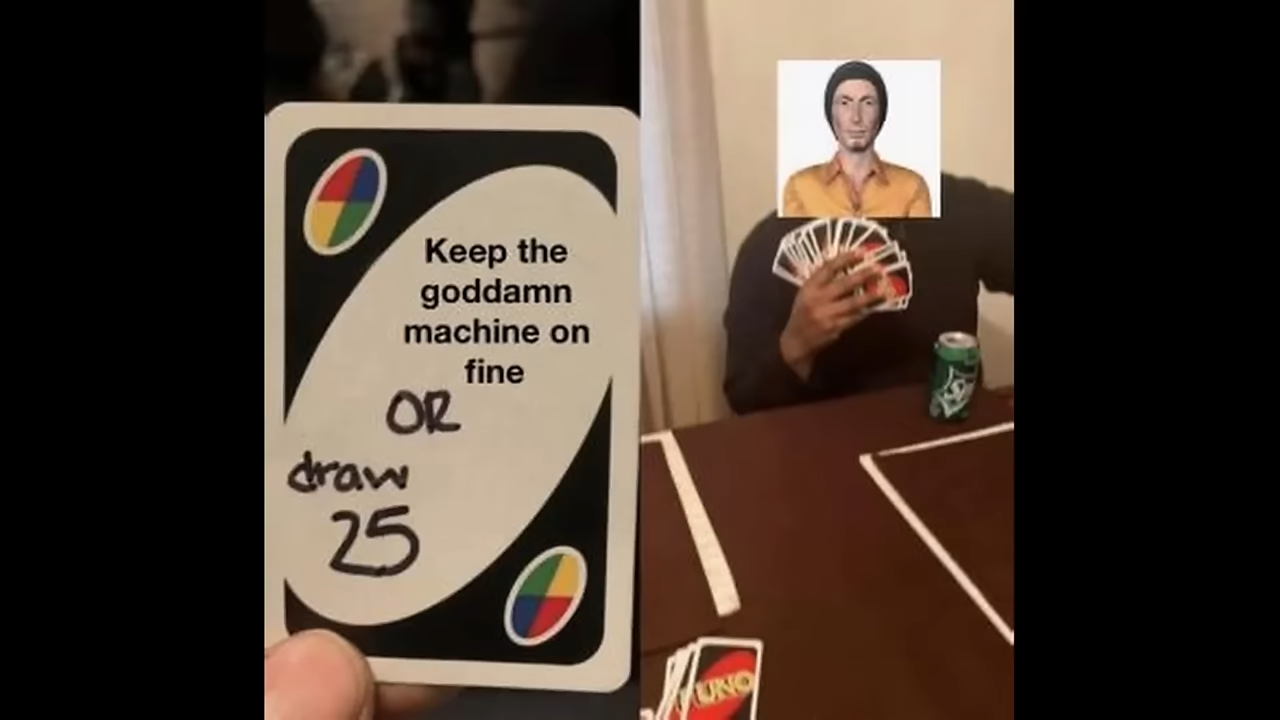 Keep the
goddamn
machine on
fine
OR
draw
25
UNO